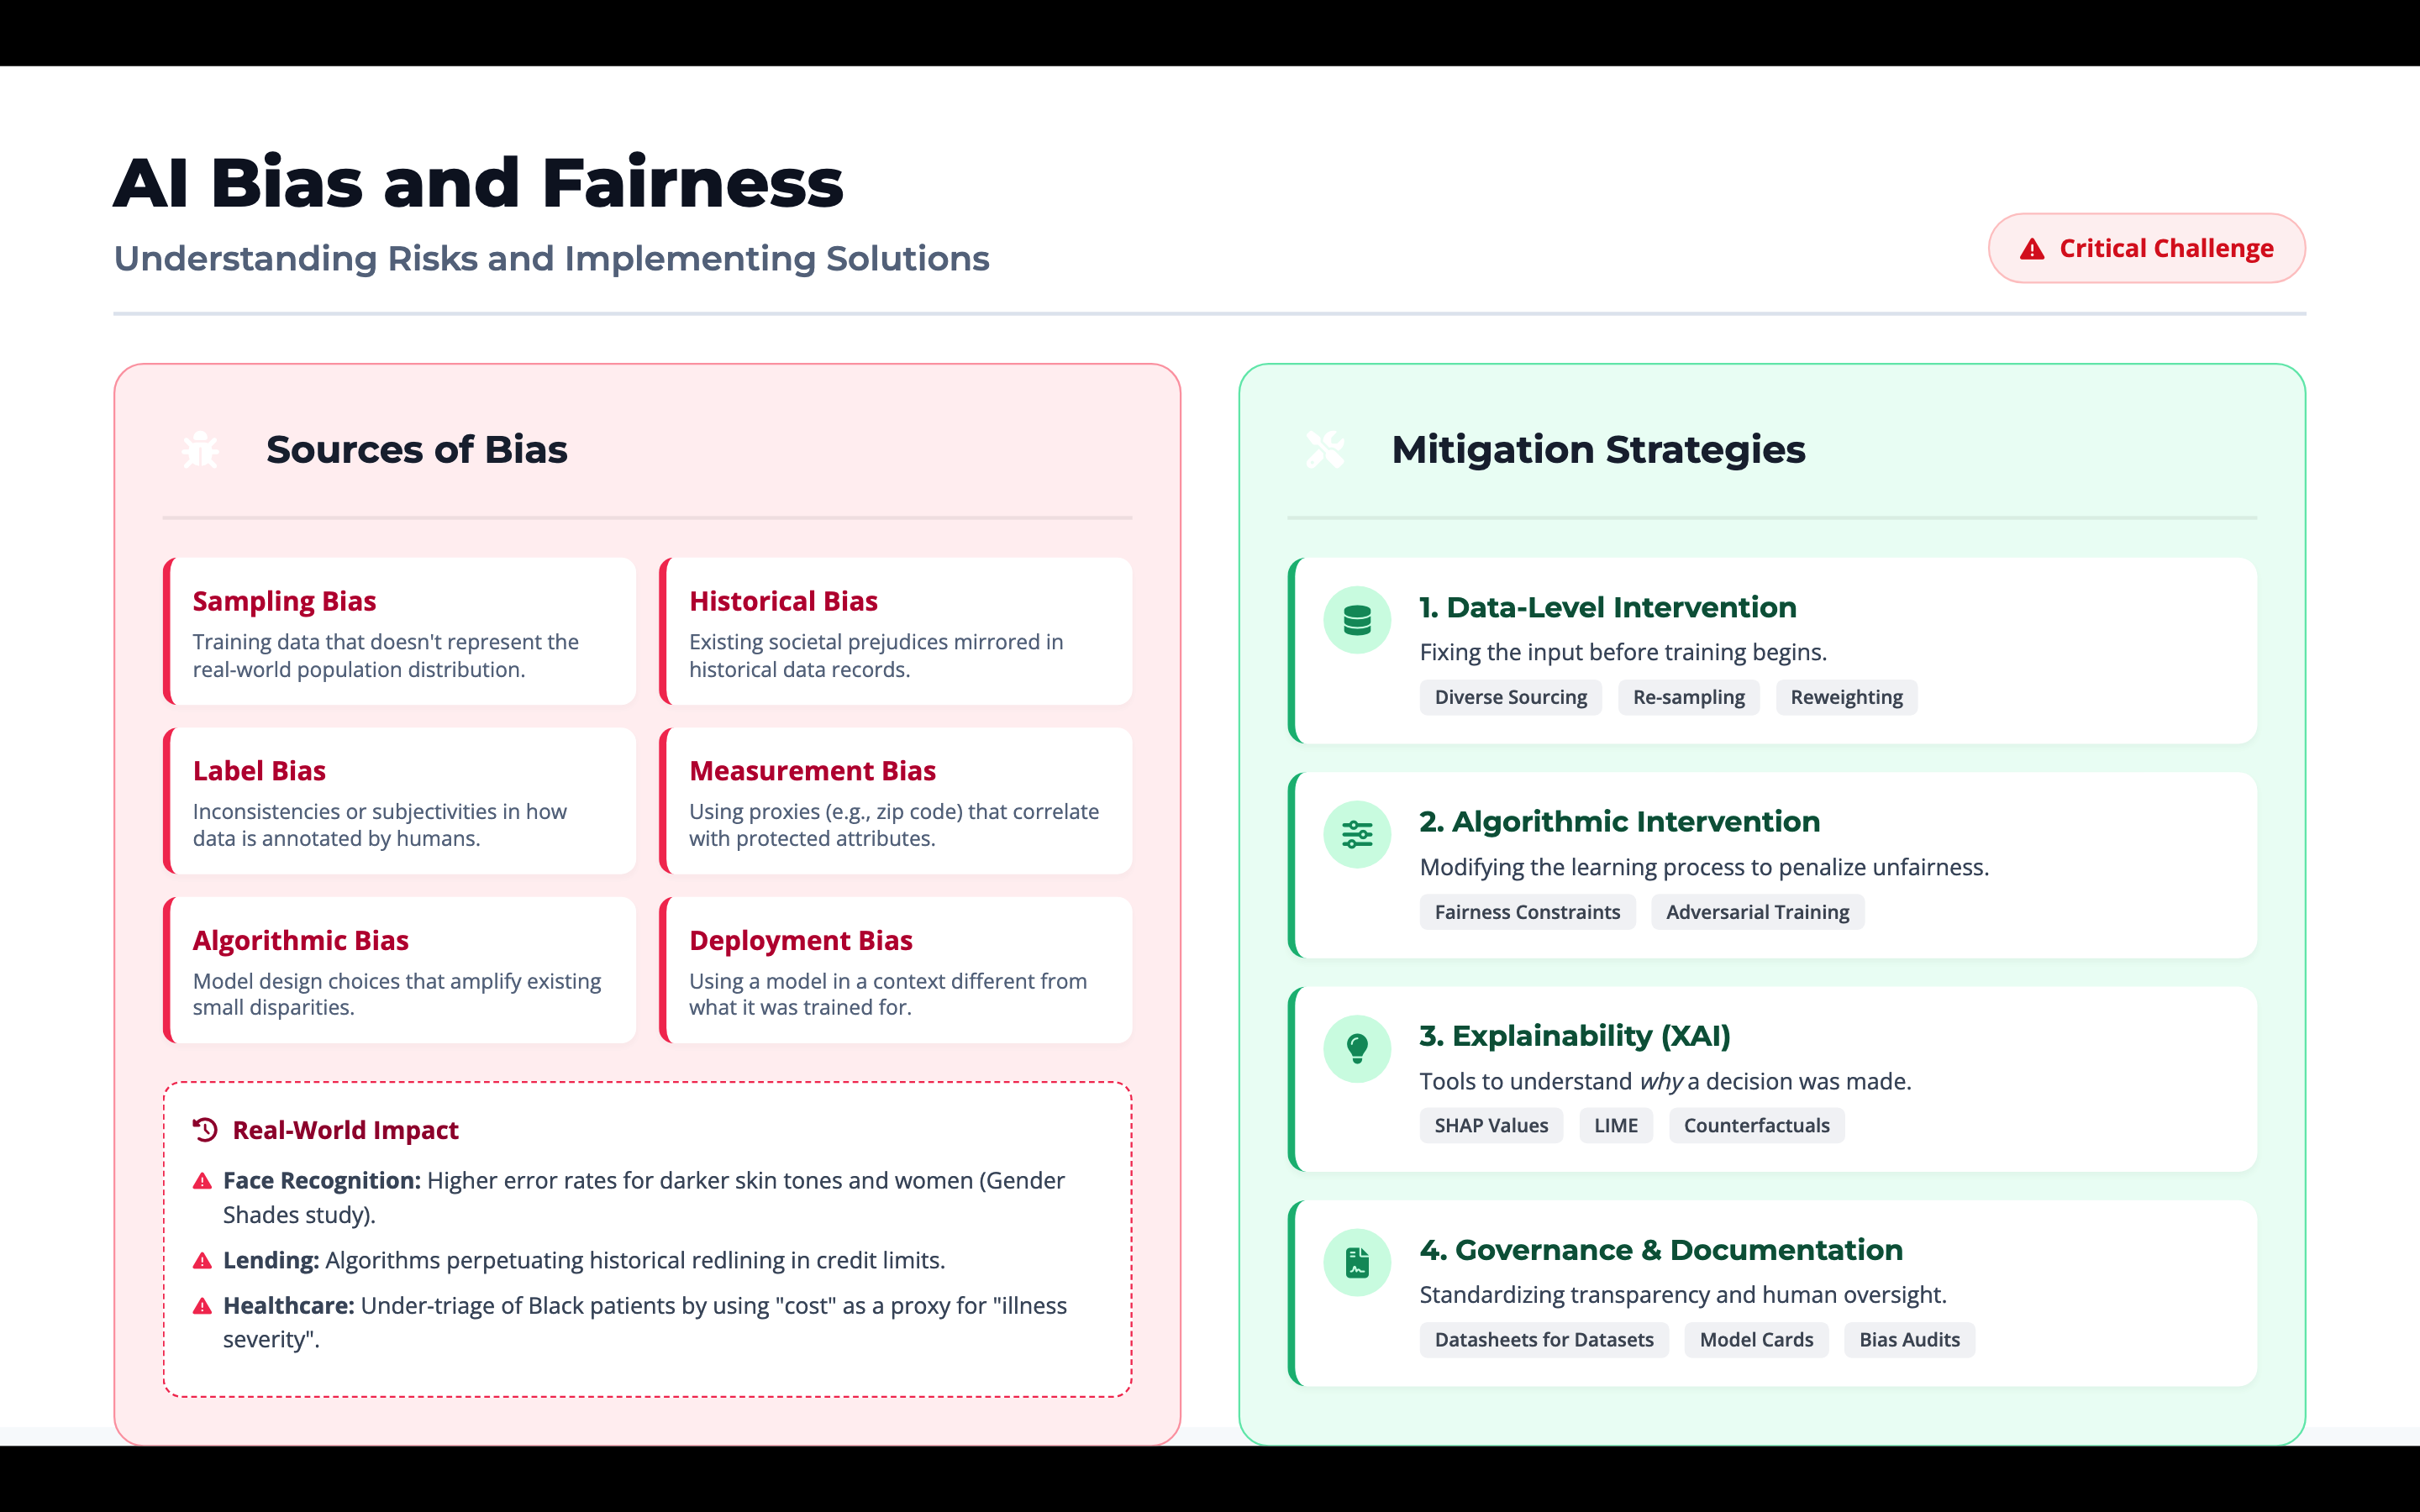 AI Bias and Fairness
Understanding Risks and Implementing Solutions
Critical Challenge
Sources of Bias
Sampling Bias
Training data that doesn't represent the
real-world population distribution.
Historical Bias
Existing societal prejudices mirrored in
historical data records.
Label Bias
Inconsistencies or subjectivities in how
data is annotated by humans.
Measurement Bias
Using proxies (e.g., zip code) that correlate
with protected attributes.
Algorithmic Bias
Model design choices that amplify existing
small disparities.
Deployment Bias
Using a model in a context different from
what it was trained for.
Real-World Impact
Face Recognition: Higher error rates for darker skin tones and women (Gender
Shades study).
Lending: Algorithms perpetuating historical redlining in credit limits.
Healthcare: Under-triage of Black patients by using "cost" as a proxy for "illness
severity".
Mitigation Strategies
1. Data-Level Intervention
Fixing the input before training begins.
Diverse Sourcing Re-sampling Reweighting
2. Algorithmic Intervention
Modifying the learning process to penalize unfairness.
Fairness Constraints Adversarial Training
3. Explainability (XAI)
Tools to understand why a decision was made.
SHAP Values LIME Counterfactuals
4. Governance & Documentation
Standardizing transparency and human oversight.
Datasheets for Datasets Model Cards Bias Audits